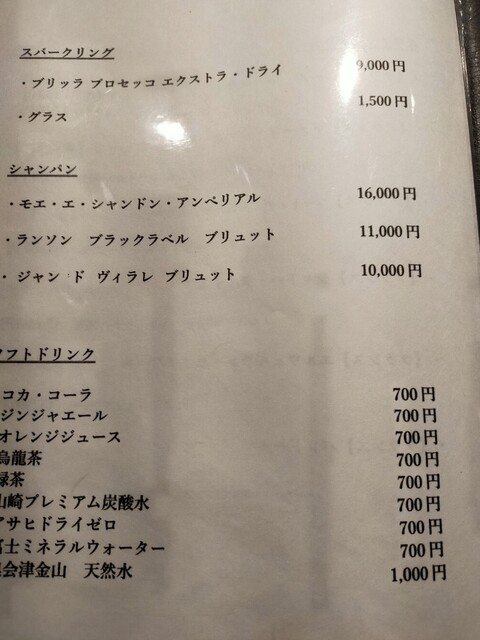 スパークリング
・ブリッラ プロセッコ エクストラ・ドライ 9,000円
・グラス 1,500円
シャンパン
・モエ・エ・シャンドン・アンペリアル 16,000円
・ランソン ブラックラベル ブリュット 11,000円
・ジャン ド ヴィラレ ブリュット 10,000円
ソフトドリンク
コカ・コーラ 700円
ジンジャエール 700円
オレンジジュース 700円
烏龍茶 700円
緑茶 700円
山崎プレミアム炭酸水 700円
アサヒドライゼロ 700円
富士ミネラルウォーター 700円
会津金山 天然水 1,000円